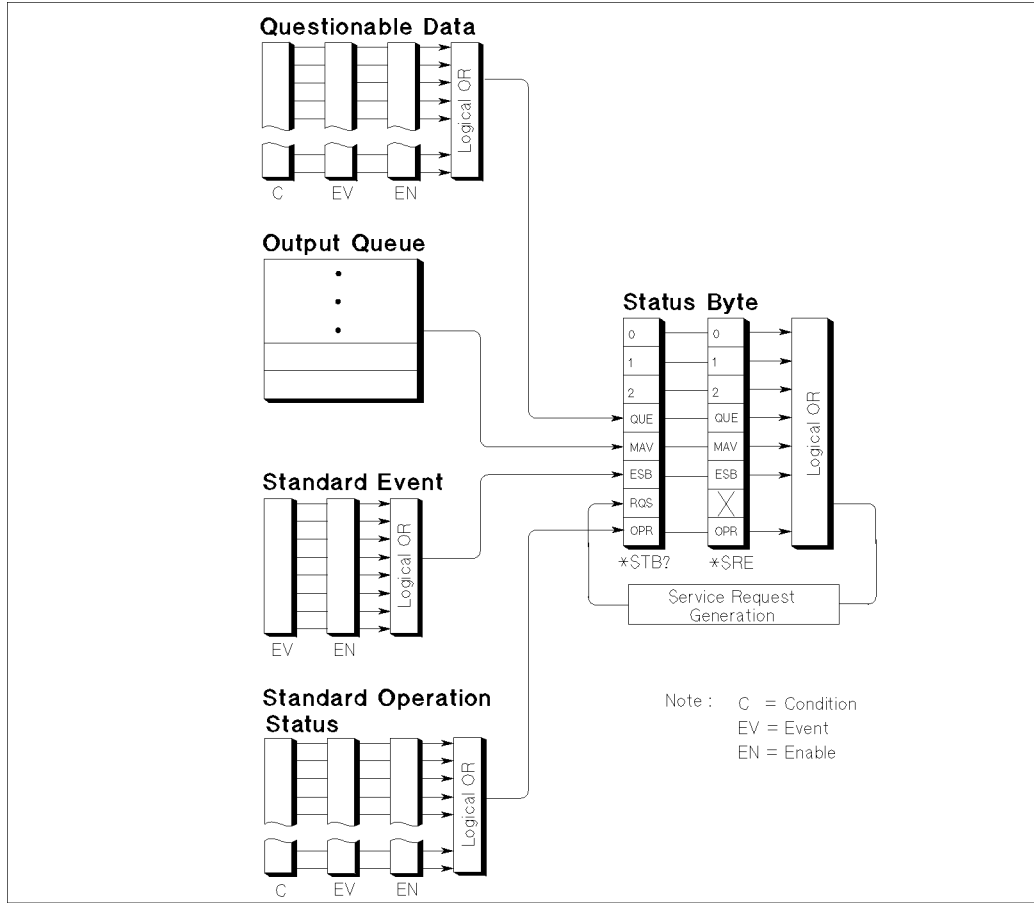 Questionable Data
Logical OR
C EV EN
Output Queue
Status Byte
0 0
1 1
2 2
QUE QUE
MAV MAV
ESB ESB
RQS
OPR OPR
Logical OR
*STB? *SRE
Service Request
Generation
Standard Event
Logical OR
EV EN
Standard Operation
Status
Logical OR
C EV EN
Note : C = Condition
EV = Event
EN = Enable